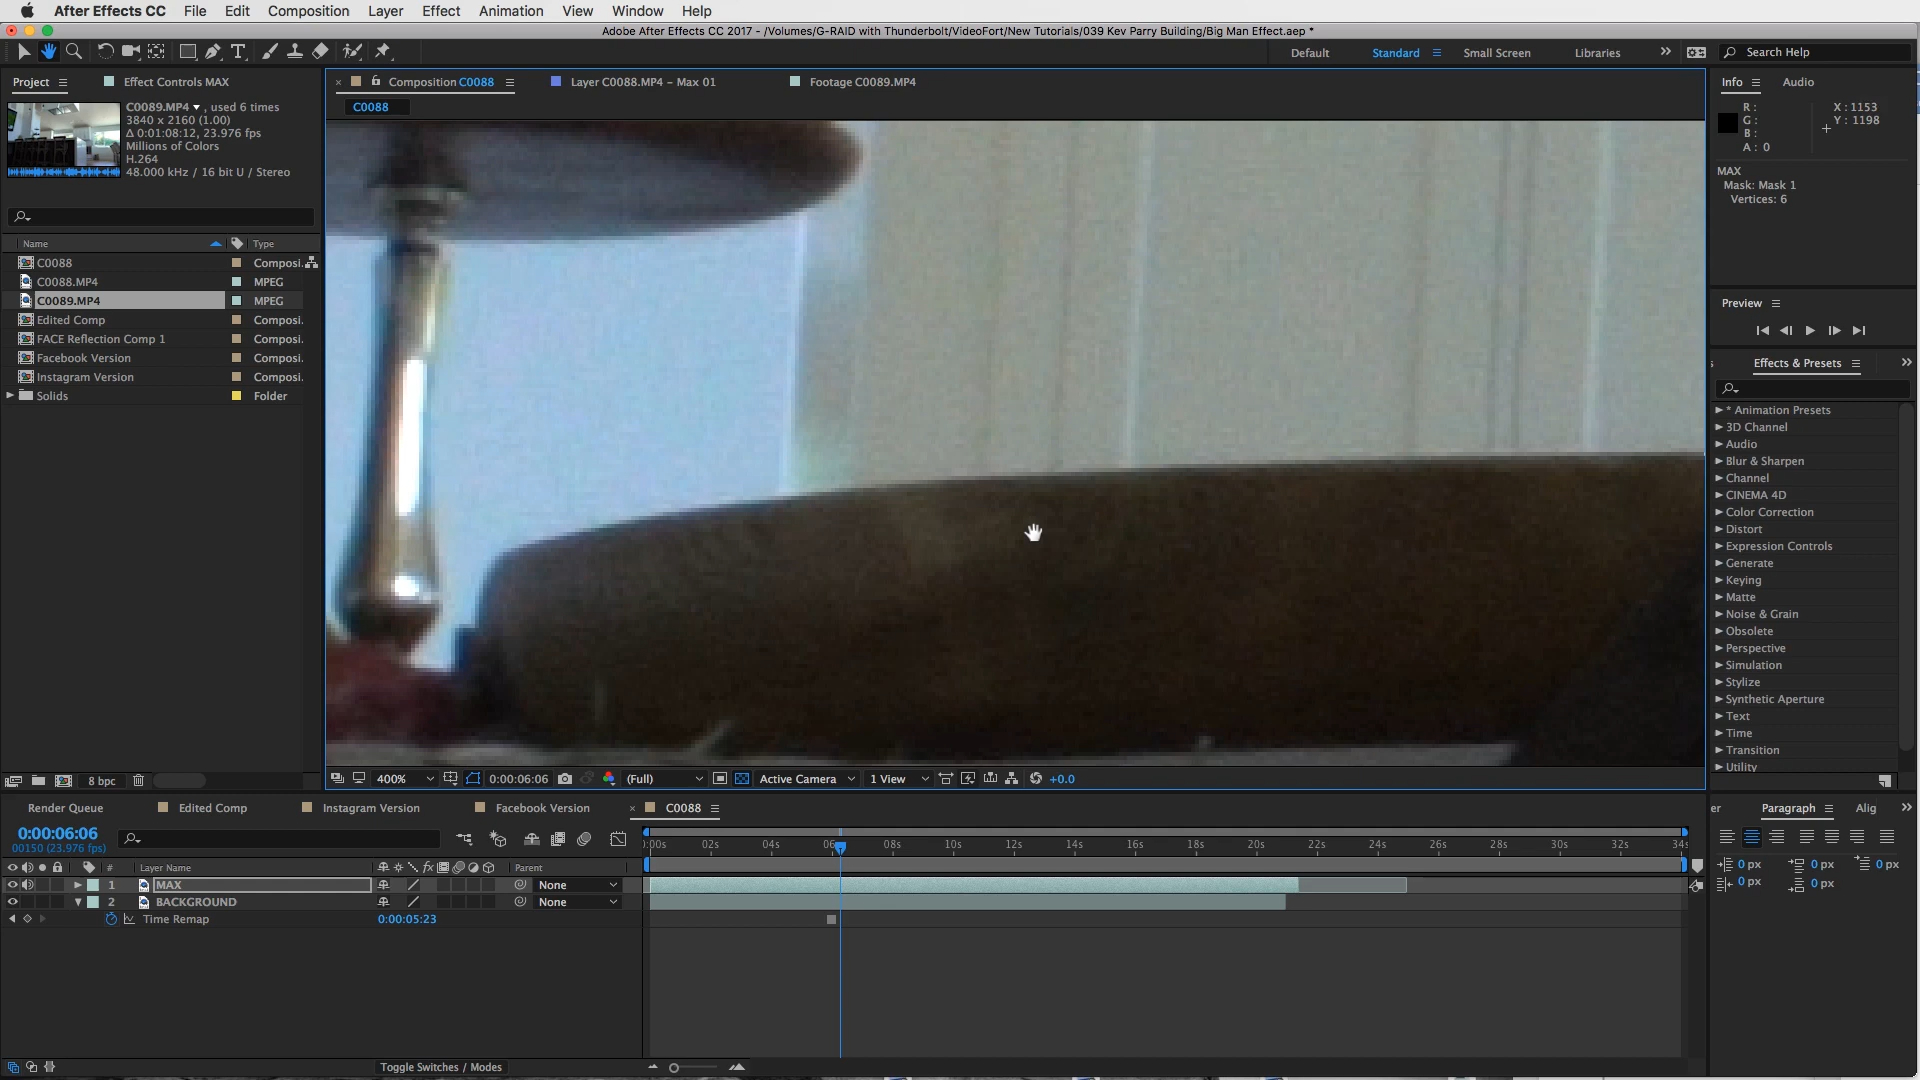 After Effects CC File Edit Composition Layer Effect Animation View Window Help
Adobe After Effects CC 2017 - /Volumes/G-RAID with Thunderbolt/VideoFort/New Tutorials/039 Kev Parry Building/Big Man Effect.aep *
Default Standard Small Screen Libraries Search Help
Project Effect Controls MAX Composition C0088 Layer C0088.MP4 – Max 01 Footage C0089.MP4 Info Audio
C0089.MP4 , used 6 times
3840 x 2160 (1.00)
Δ 0:01:08:12, 23.976 fps
Millions of Colors
H.264
48.000 kHz / 16 bit U / Stereo
C0088
R : X : 1153
G : Y : 1198
B :
A : 0
MAX
Mask: Mask 1
Vertices: 6
Name Type
C0088 Composi.
C0088.MP4 MPEG
C0089.MP4 MPEG
Edited Comp Composi.
FACE Reflection Comp 1 Composi.
Facebook Version Composi.
Instagram Version Composi.
Solids Folder
Preview
Effects & Presets
* Animation Presets
3D Channel
Audio
Blur & Sharpen
Channel
CINEMA 4D
Color Correction
Distort
Expression Controls
Generate
Keying
Matte
Noise & Grain
Obsolete
Perspective
Simulation
Stylize
Synthetic Aperture
Text
Time
Transition
Utility
8 bpc 400% 0:00:06:06 (Full) Active Camera 1 View +0.0
Render Queue Edited Comp Instagram Version Facebook Version C0088 er Paragraph Alig
0:00:06:06
00150 (23.976 fps)
:00s 02s 04s 06 08s 10s 12s 14s 16s 18s 20s 22s 24s 26s 28s 30s 32s 34s
# Layer Name fx Parent
1 MAX None
2 BACKGROUND None
Time Remap 0:00:05:23
0 px 0 px 0 px
0 px 0 px
Toggle Switches / Modes